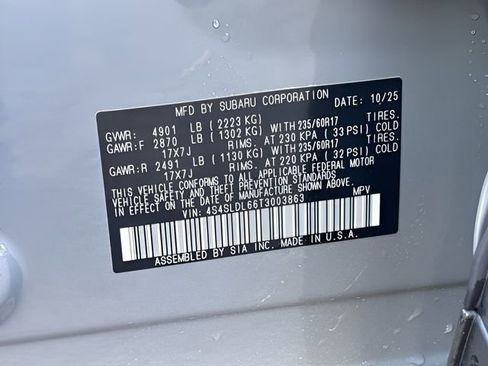 MFD BY SUBARU CORPORATION DATE: 10/25
GVWR: 4901 LB (2223 KG)
GAWR:F 2870 LB (1302 KG)WITH 235/60R17 TIRES.
17X7J RIMS. AT 230 KPA (33 PSI) COLD
GAWR:R 2491 LB (1130 KG)WITH 235/60R17 TIRES.
17X7J RIMS. AT 220 KPA (32 PSI) COLD
THIS VEHICLE CONFORMS TO ALL APPLICABLE FEDERAL MOTOR
VEHICLE SAFETY AND THEFT PREVENTION STANDARDS
IN EFFECT ON THE DATE OF MANUFACTURE SHOWN ABOVE.
VIN: 4S4SLDL66T3003863 MPV
ASSEMBLED BY SIA INC. MADE IN U.S.A.